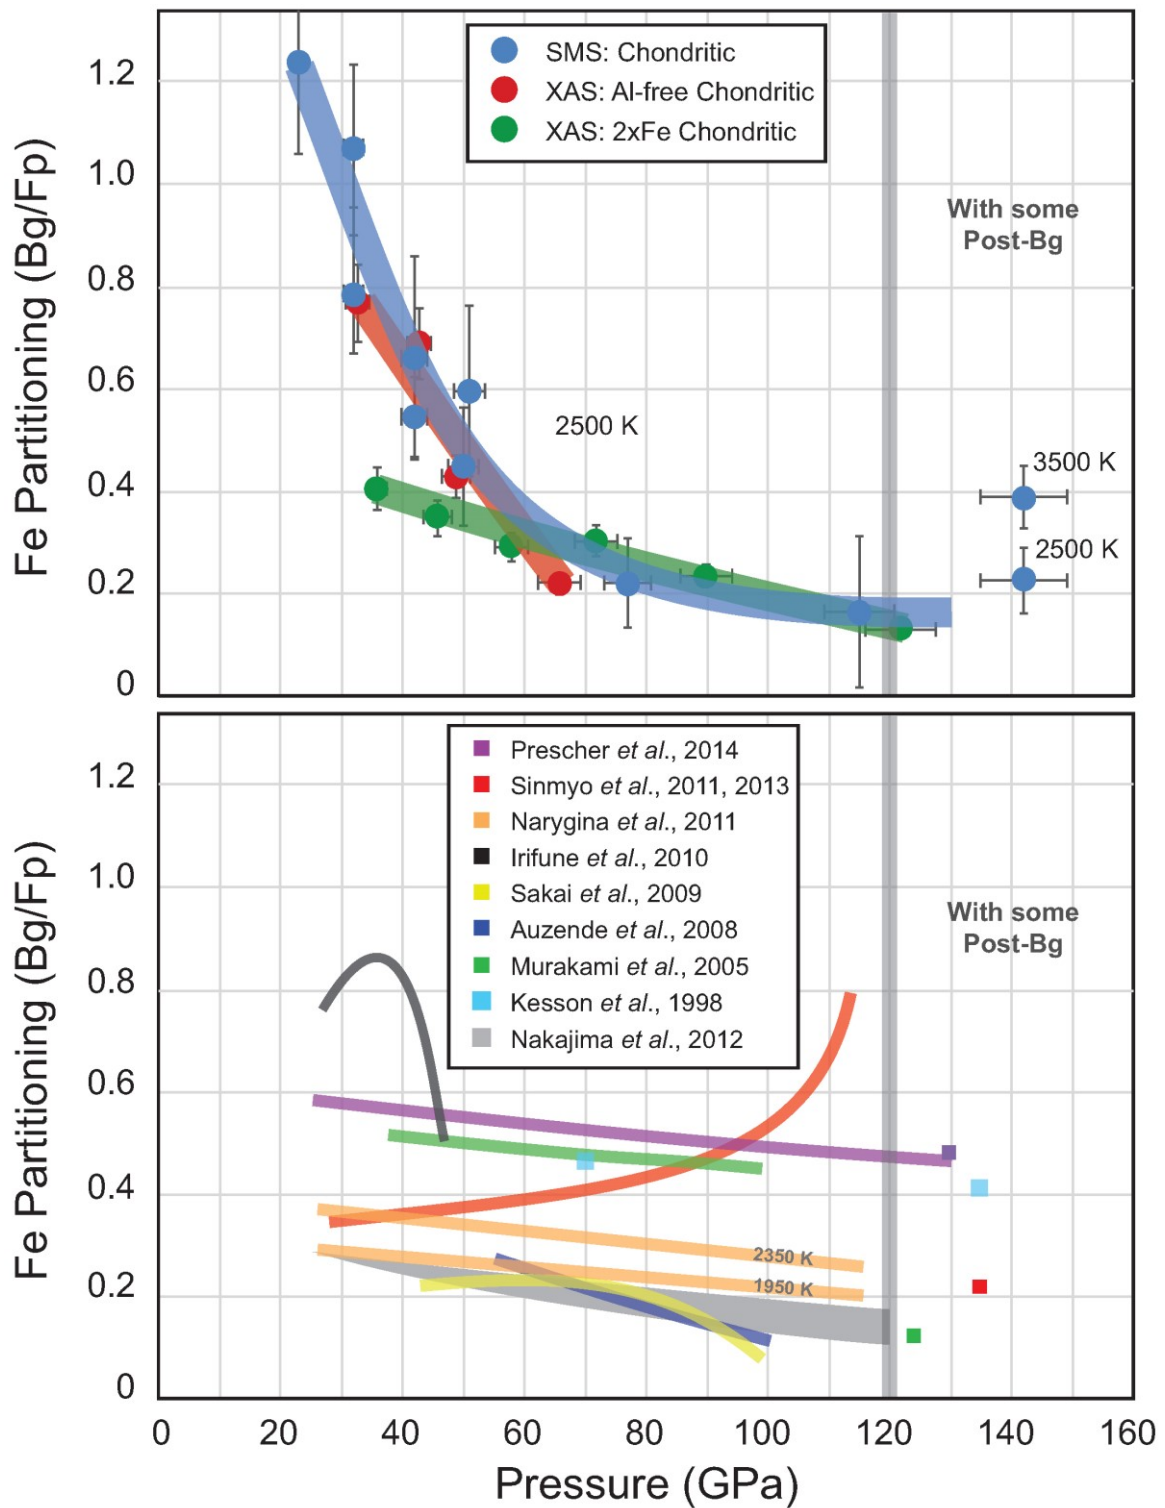 Fe Partitioning (Bg/Fp)
1.2
1.0
0.8
0.6
0.4
0.2
0
SMS: Chondritic
XAS: Al-free Chondritic
XAS: 2xFe Chondritic
With some
Post-Bg
2500 K
3500 K
2500 K
Fe Partitioning (Bg/Fp)
1.2
1.0
0.8
0.6
0.4
0.2
0
Prescher et al., 2014
Sinmyo et al., 2011, 2013
Narygina et al., 2011
Irifune et al., 2010
Sakai et al., 2009
Auzende et al., 2008
Murakami et al., 2005
Kesson et al., 1998
Nakajima et al., 2012
With some
Post-Bg
2350 K
1950 K
0 20 40 60 80 100 120 140 160
Pressure (GPa)